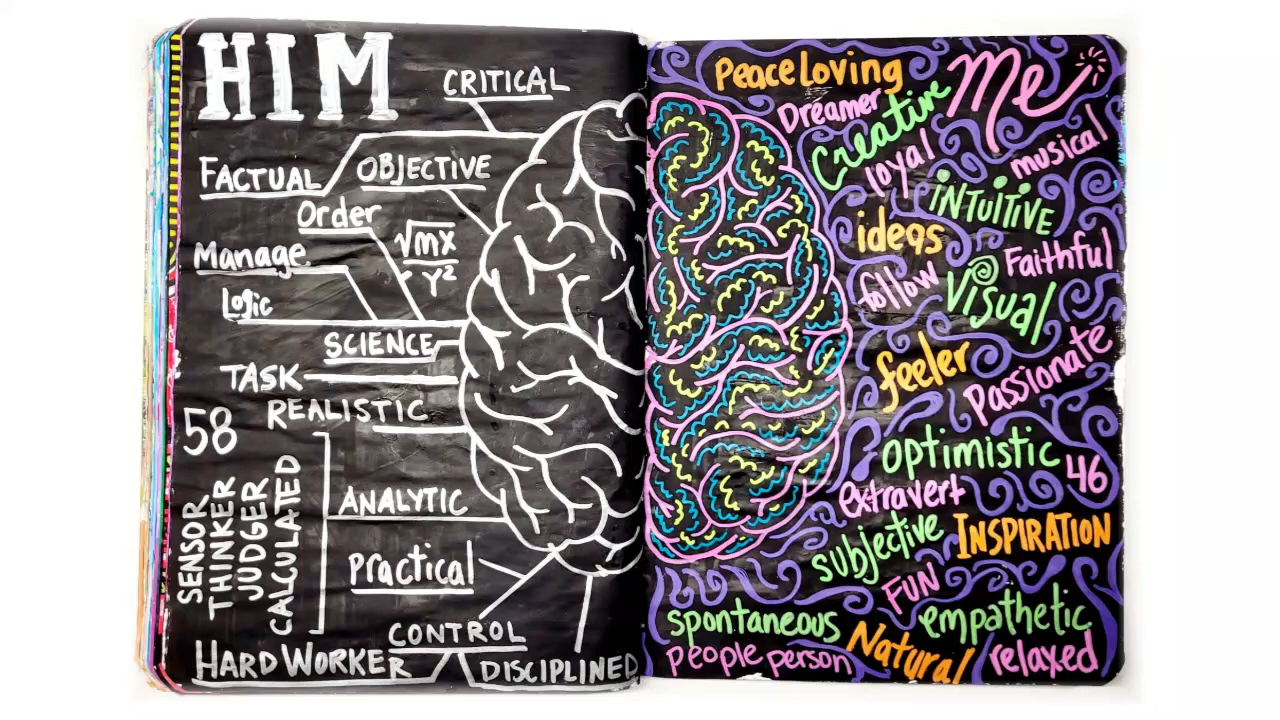 HIM
CRITICAL
FACTUAL
OBJECTIVE
Order
Manage
√mx
Y²
Logic
SCIENCE
TASK
REALISTIC
58
SENSOR
THINKER
JUDGER
CALCULATED
ANALYTIC
Practical
CONTROL
HARD WORKER
DISCIPLINED
Peace loving
Me
Dreamer
Creative
loyal
musical
iNTUiTiVE
ideas
Faithful
follow
Visual
feeler
Passionate
optimistic
46
extravert
subjective
INSPIRATION
FUN
spontaneous
empathetic
people person
Natural
relaxed